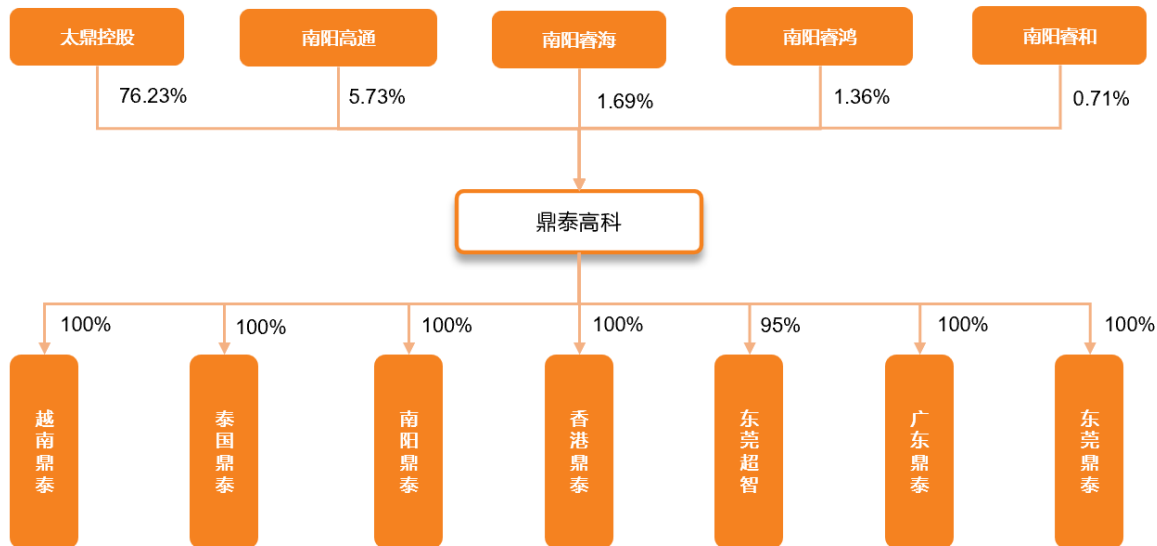 太鼎控股
南阳高通
南阳睿海
南阳睿鸿
南阳睿和
76.23%
5.73%
1.69%
1.36%
0.71%
鼎泰高科
100%
100%
100%
100%
95%
100%
100%
越南鼎泰
泰国鼎泰
南阳鼎泰
香港鼎泰
东莞超智
广东鼎泰
东莞鼎泰